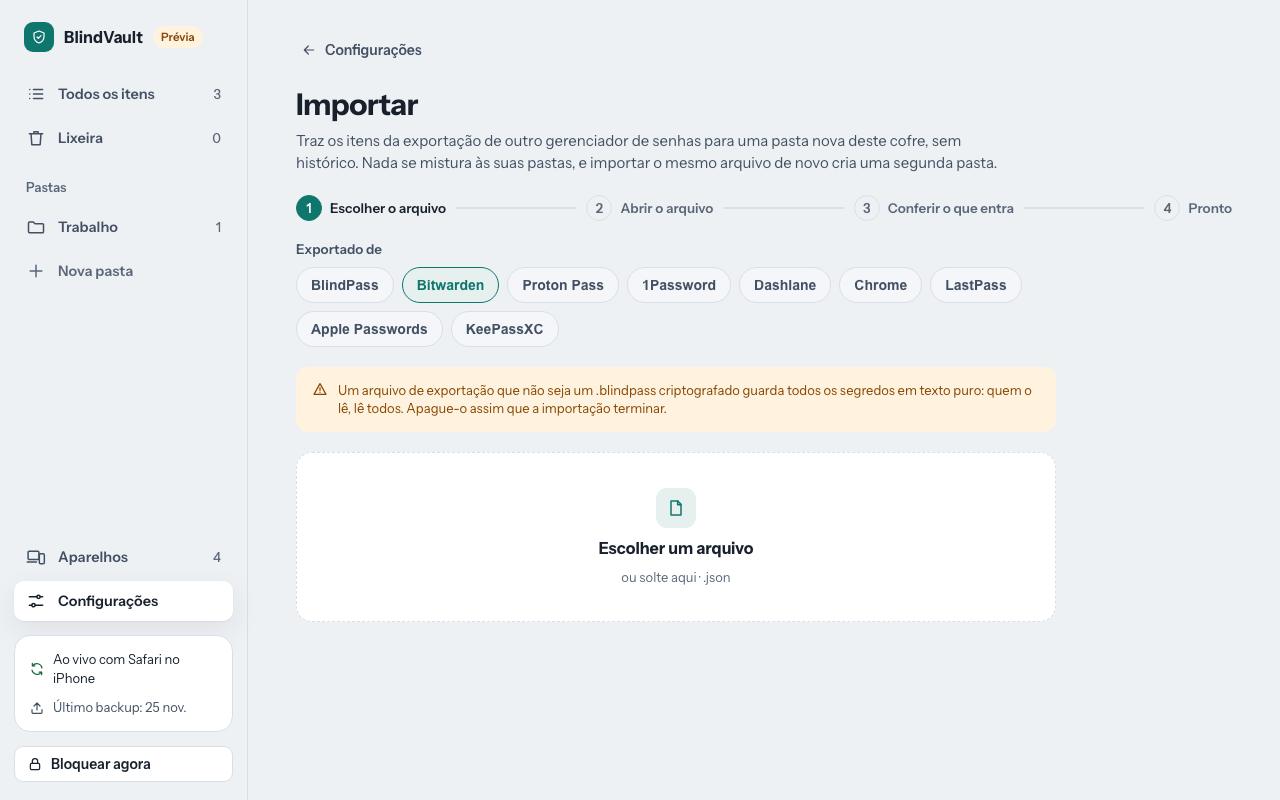 BlindVault Prévia
Todos os itens 3
Lixeira 0
Pastas
Trabalho 1
Nova pasta
Aparelhos 4
Configurações
Ao vivo com Safari no
iPhone
Último backup: 25 nov.
Bloquear agora
Configurações
Importar
Traz os itens da exportação de outro gerenciador de senhas para uma pasta nova deste cofre, sem
histórico. Nada se mistura às suas pastas, e importar o mesmo arquivo de novo cria uma segunda pasta.
1 Escolher o arquivo 2 Abrir o arquivo 3 Conferir o que entra 4 Pronto
Exportado de
BlindPass Bitwarden Proton Pass 1Password Dashlane Chrome LastPass
Apple Passwords KeePassXC
Um arquivo de exportação que não seja um .blindpass criptografado guarda todos os segredos em texto puro: quem o
lê, lê todos. Apague-o assim que a importação terminar.
Escolher um arquivo
ou solte aqui · .json